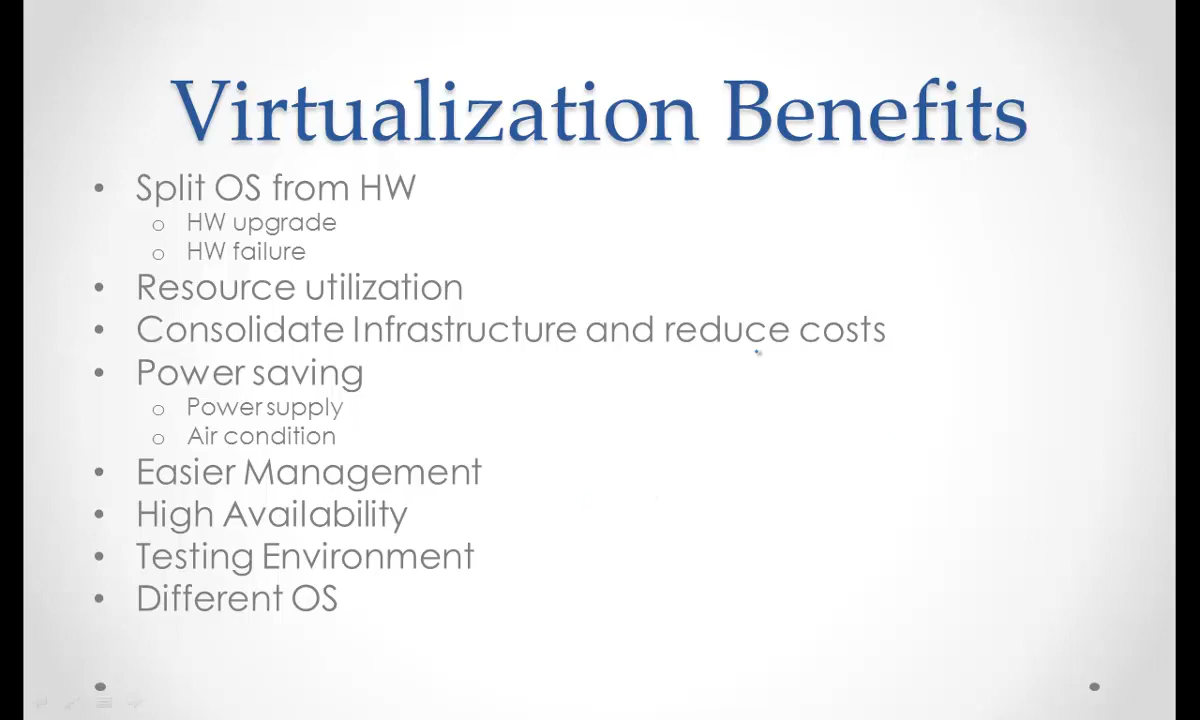 Virtualization Benefits
• Split OS from HW
o HW upgrade
o HW failure
• Resource utilization
• Consolidate Infrastructure and reduce costs
• Power saving
o Power supply
o Air condition
• Easier Management
• High Availability
• Testing Environment
• Different OS